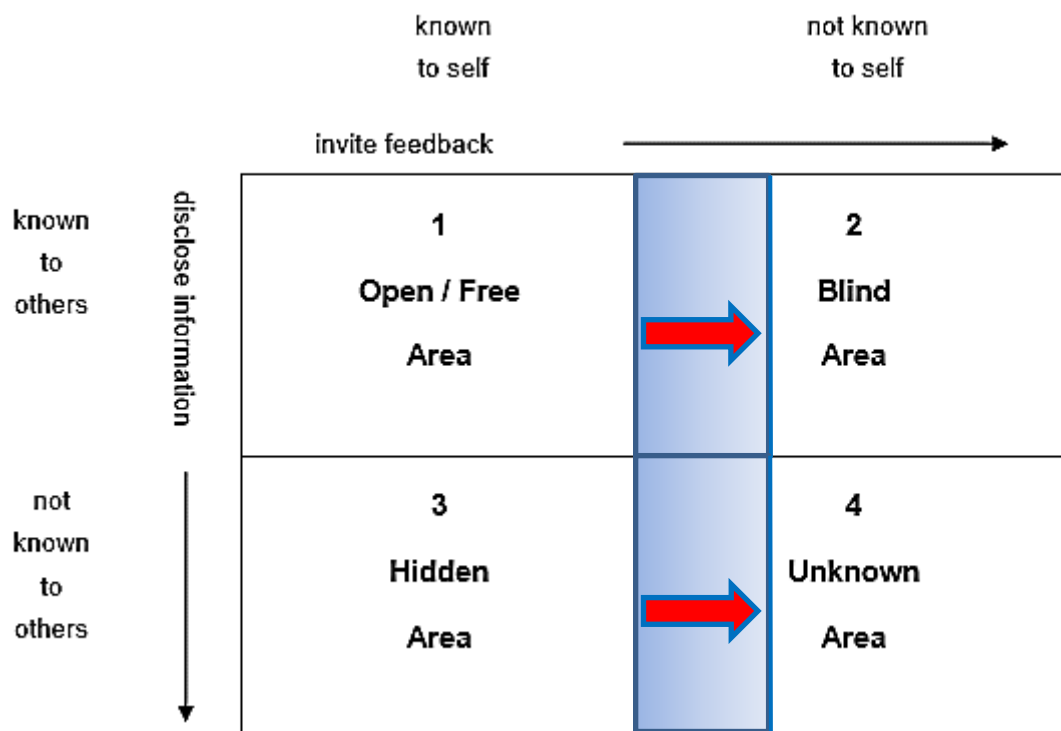 known
to self
not known
to self
invite feedback
disclose information
known
to
others
1
Open / Free
Area
2
Blind
Area
not
known
to
others
3
Hidden
Area
4
Unknown
Area